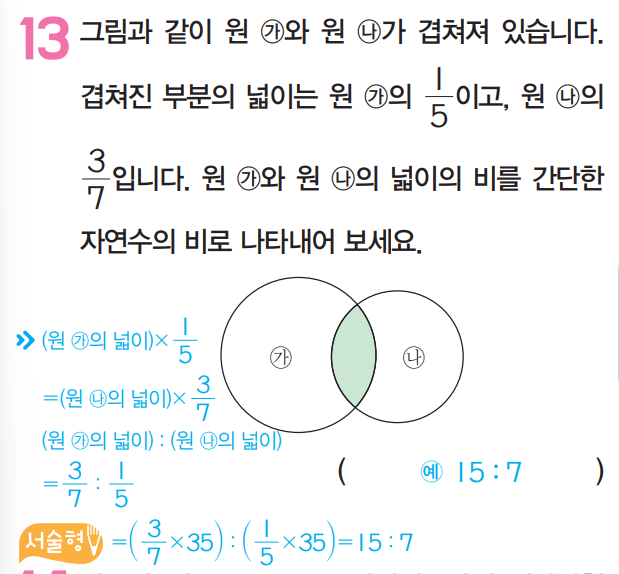 13 그림과 같이 원 ㉮와 원 ㉯가 겹쳐져 있습니다.
겹쳐진 부분의 넓이는 원 ㉮의 1/5이고, 원 ㉯의
3/7입니다. 원 ㉮와 원 ㉯의 넓이의 비를 간단한
자연수의 비로 나타내어 보세요.
㉮ ㉯
(원 ㉮의 넓이)×1/5
=(원 ㉯의 넓이)×3/7
(원 ㉮의 넓이) : (원 ㉯의 넓이)
=3/7 : 1/5
( 예 15 : 7 )
서술형 =(3/7×35) : (1/5×35)=15 : 7